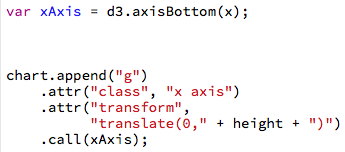 var xAxis = d3.axisBottom(x);
chart.append("g")
.attr("class", "x axis")
.attr("transform",
"translate(0," + height + ")")
.call(xAxis);